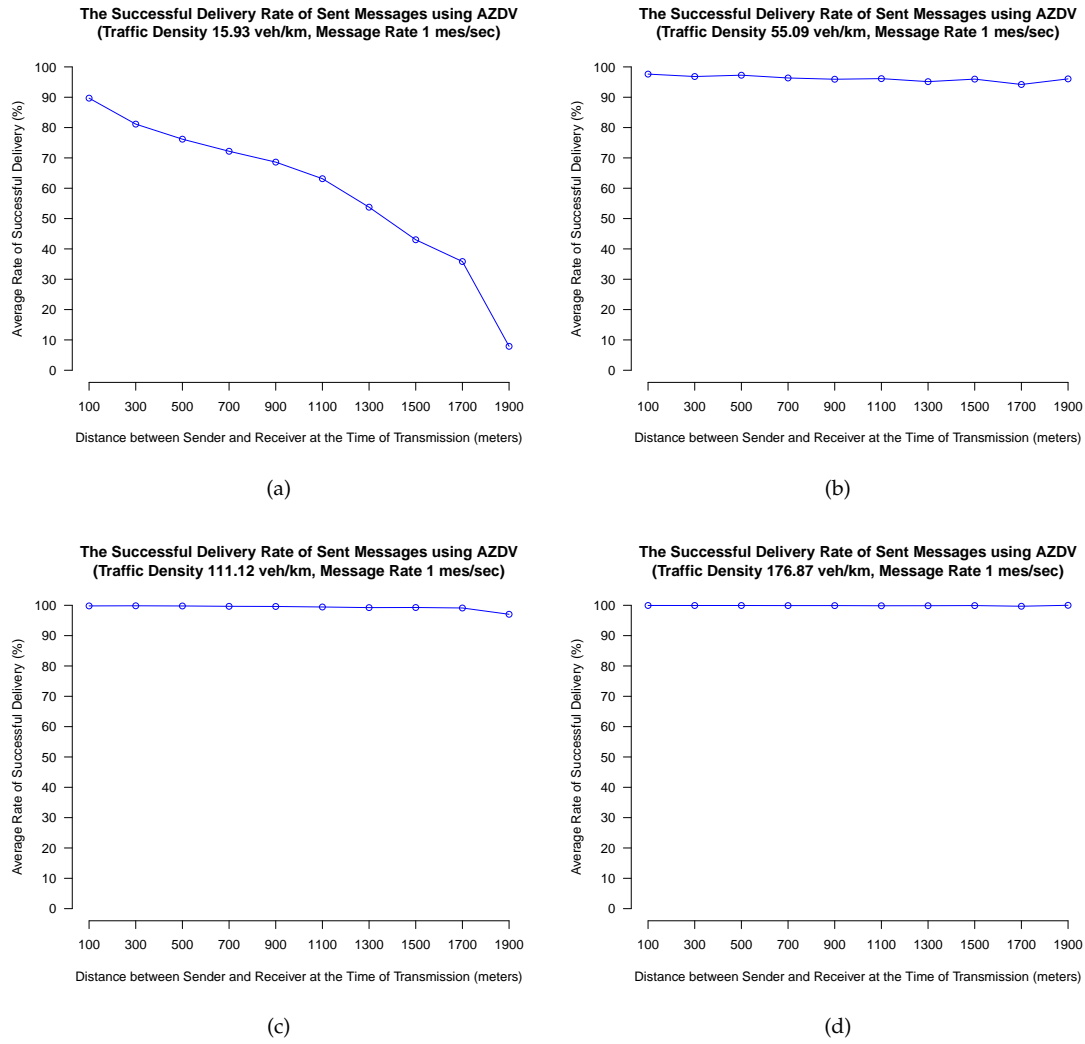 The Successful Delivery Rate of Sent Messages using AZDV
(Traffic Density 15.93 veh/km, Message Rate 1 mes/sec)
Average Rate of Successful Delivery (%)
100
90
80
70
60
50
40
30
20
10
0
100 300 500 700 900 1100 1300 1500 1700 1900
Distance between Sender and Receiver at the Time of Transmission (meters)
(a)
The Successful Delivery Rate of Sent Messages using AZDV
(Traffic Density 55.09 veh/km, Message Rate 1 mes/sec)
Average Rate of Successful Delivery (%)
100
90
80
70
60
50
40
30
20
10
0
100 300 500 700 900 1100 1300 1500 1700 1900
Distance between Sender and Receiver at the Time of Transmission (meters)
(b)
The Successful Delivery Rate of Sent Messages using AZDV
(Traffic Density 111.12 veh/km, Message Rate 1 mes/sec)
Average Rate of Successful Delivery (%)
100
90
80
70
60
50
40
30
20
10
0
100 300 500 700 900 1100 1300 1500 1700 1900
Distance between Sender and Receiver at the Time of Transmission (meters)
(c)
The Successful Delivery Rate of Sent Messages using AZDV
(Traffic Density 176.87 veh/km, Message Rate 1 mes/sec)
Average Rate of Successful Delivery (%)
100
90
80
70
60
50
40
30
20
10
0
100 300 500 700 900 1100 1300 1500 1700 1900
Distance between Sender and Receiver at the Time of Transmission (meters)
(d)